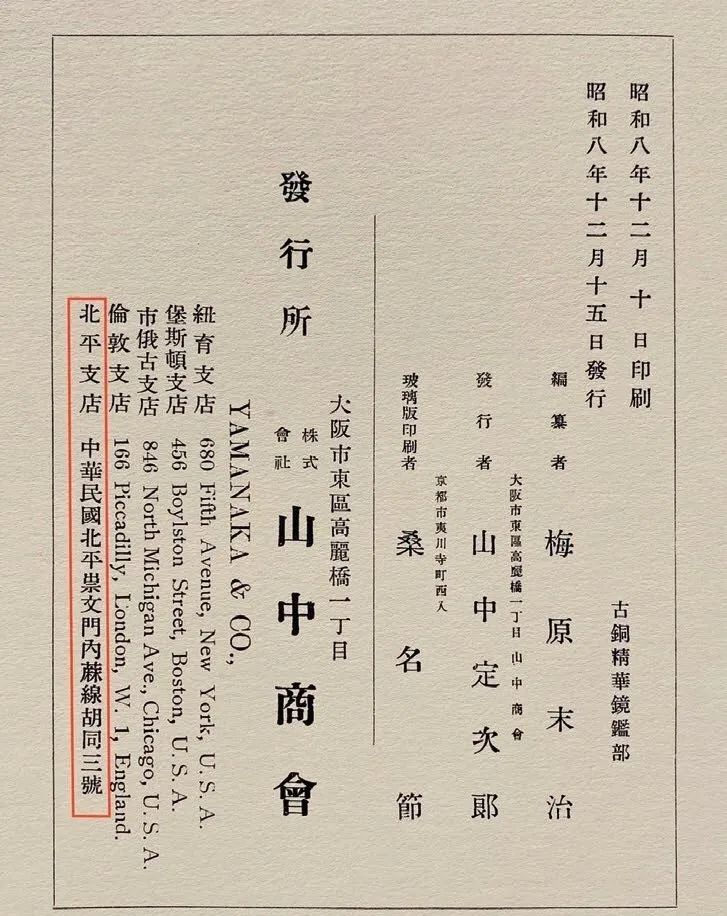 昭和八年十二月十日印刷
昭和八年十二月十五日發行
古銅精華鏡鑑部
編纂者 梅原末治
大阪市東區高麗橋一丁目 山中商會
發行者 山中定次郎
京都市夷川寺町西入
玻璃版印刷者 桑名節
大阪市東區高麗橋一丁目
發行所 株式會社 山中商會
YAMANAKA & CO.,
紐育支店 680 Fifth Avenue, New York, U. S. A.
堡斯頓支店 456 Boylston Street, Boston, U. S. A.
市俄古支店 846 North Michigan Ave., Chicago, U. S. A.
倫敦支店 166 Piccadilly, London, W. 1, England.
北平支店 中華民國北平祟文門內蔴線胡同三號